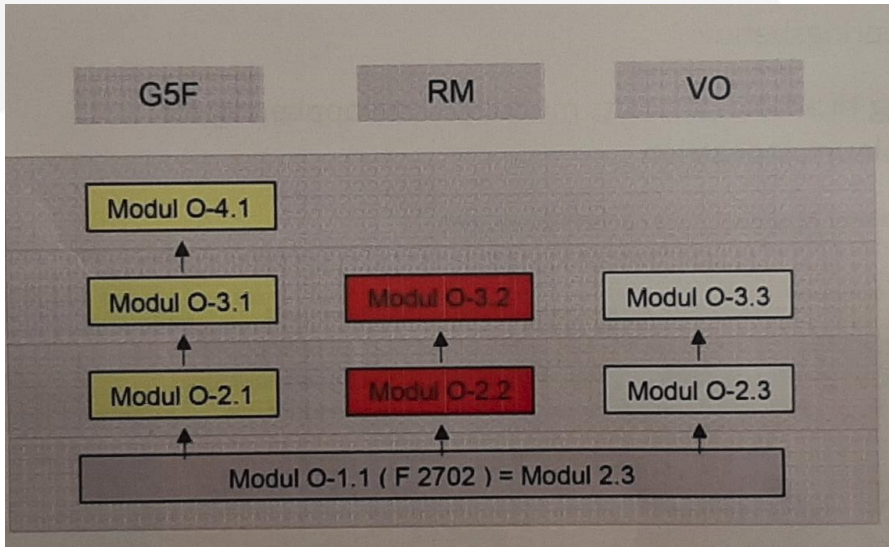 G5F
RM
VO
Modul O-4.1
Modul O-3.1
Modul O-3.2
Modul O-3.3
Modul O-2.1
Modul O-2.2
Modul O-2.3
Modul O-1.1 ( F 2702 ) = Modul 2.3